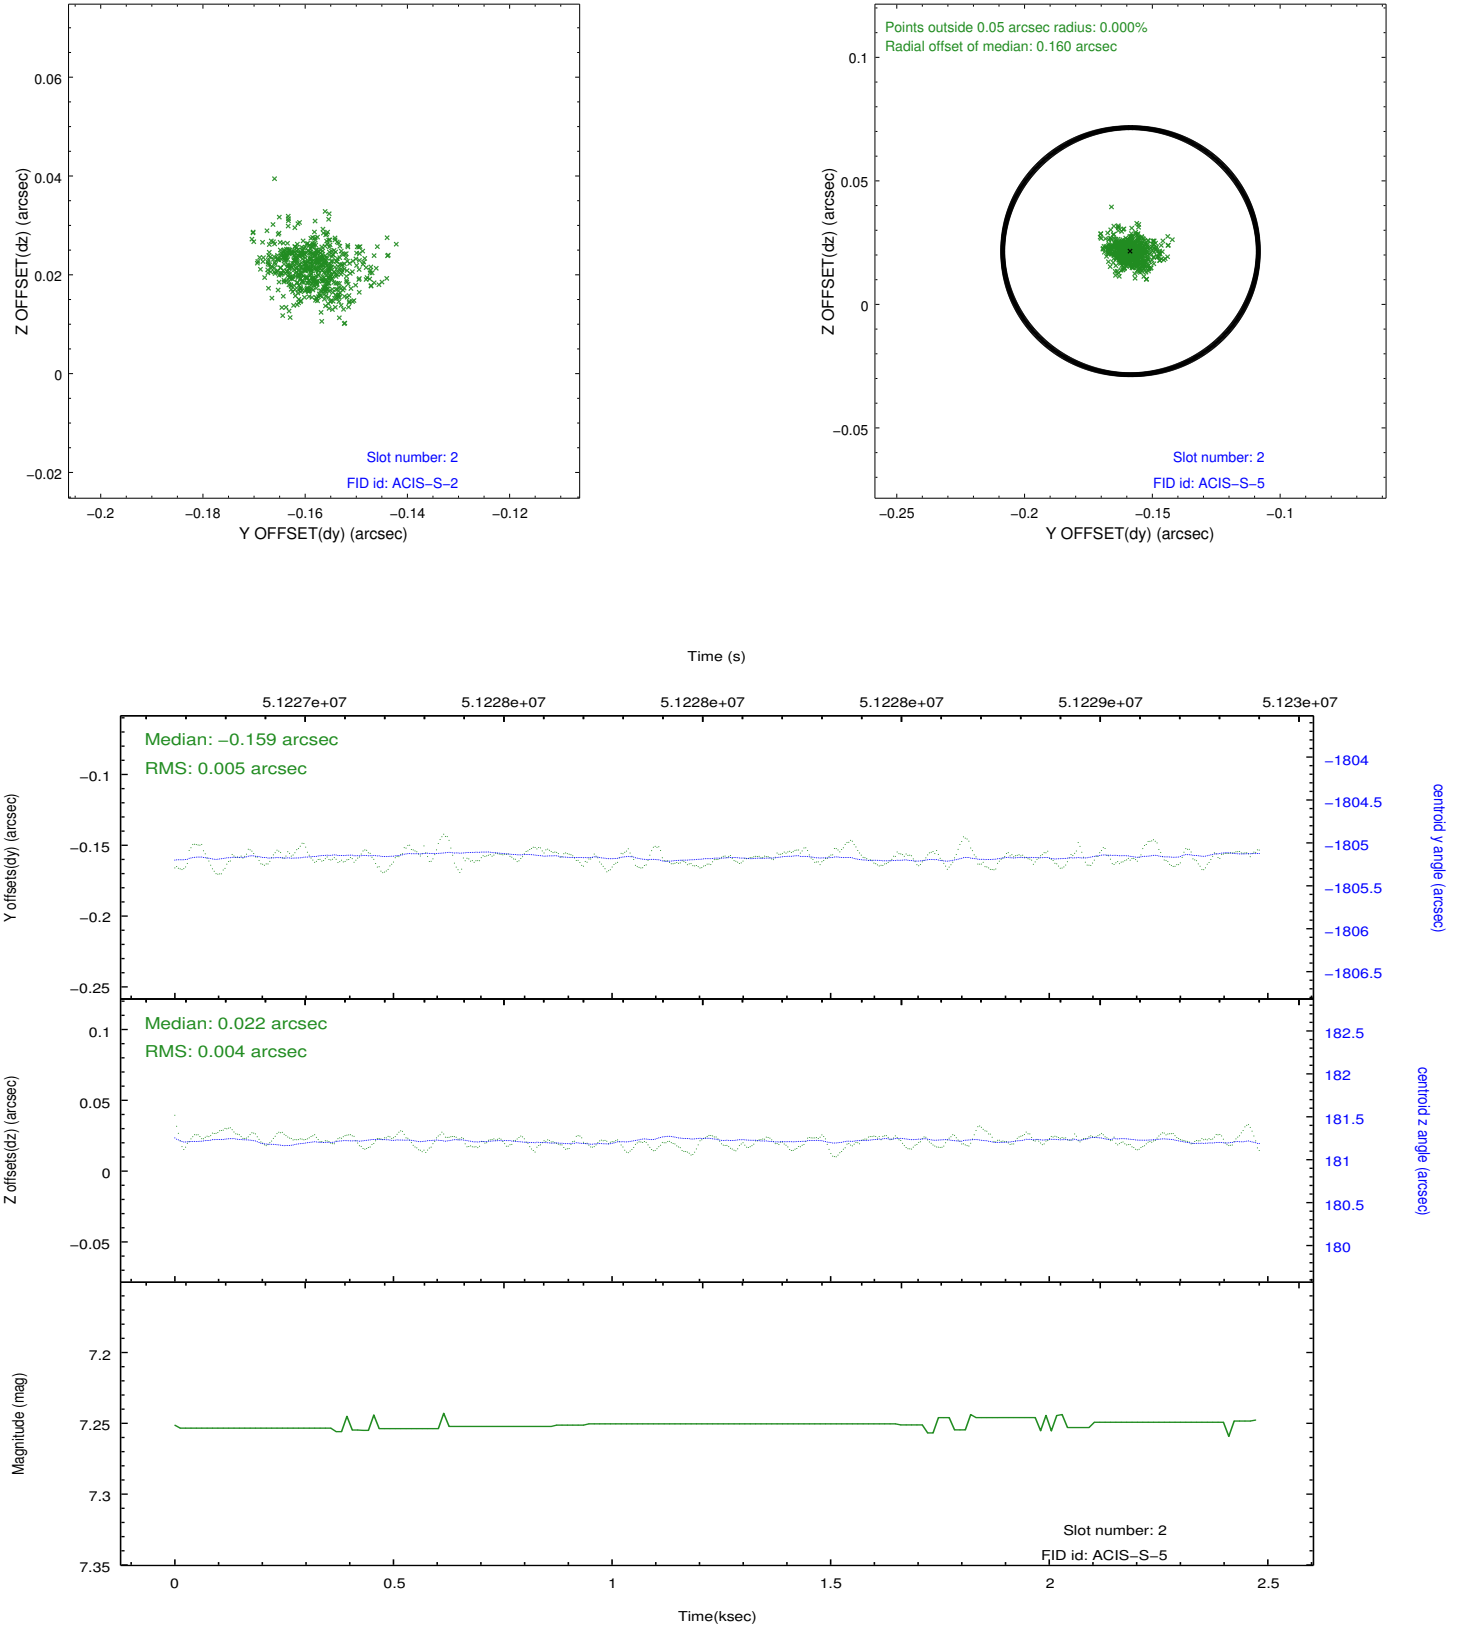 0.06
0.04
0.02
0
−0.02
Z OFFSET(dz) (arcsec)
Slot number: 2
FID id: ACIS−S−2
−0.2 −0.18 −0.16 −0.14 −0.12
Y OFFSET(dy) (arcsec)
Points outside 0.05 arcsec radius: 0.000%
Radial offset of median: 0.160 arcsec
0.1
0.05
0
−0.05
Z OFFSET(dz) (arcsec)
Slot number: 2
FID id: ACIS−S−5
−0.25 −0.2 −0.15 −0.1
Y OFFSET(dy) (arcsec)
Time (s)
5.1227e+07 5.1228e+07 5.1228e+07 5.1228e+07 5.1229e+07 5.123e+07
Median: −0.159 arcsec
RMS: 0.005 arcsec
−0.1
−0.15
−0.2
−0.25
Y offsets(dy) (arcsec)
−1804
−1804.5
−1805
−1805.5
−1806
−1806.5
centroid y angle (arcsec)
Median: 0.022 arcsec
RMS: 0.004 arcsec
0.1
0.05
0
−0.05
Z offsets(dz) (arcsec)
182.5
182
181.5
181
180.5
180
centroid z angle (arcsec)
7.2
7.25
7.3
7.35
Magnitude (mag)
Slot number: 2
FID id: ACIS−S−5
0 0.5 1 1.5 2 2.5
Time(ksec)